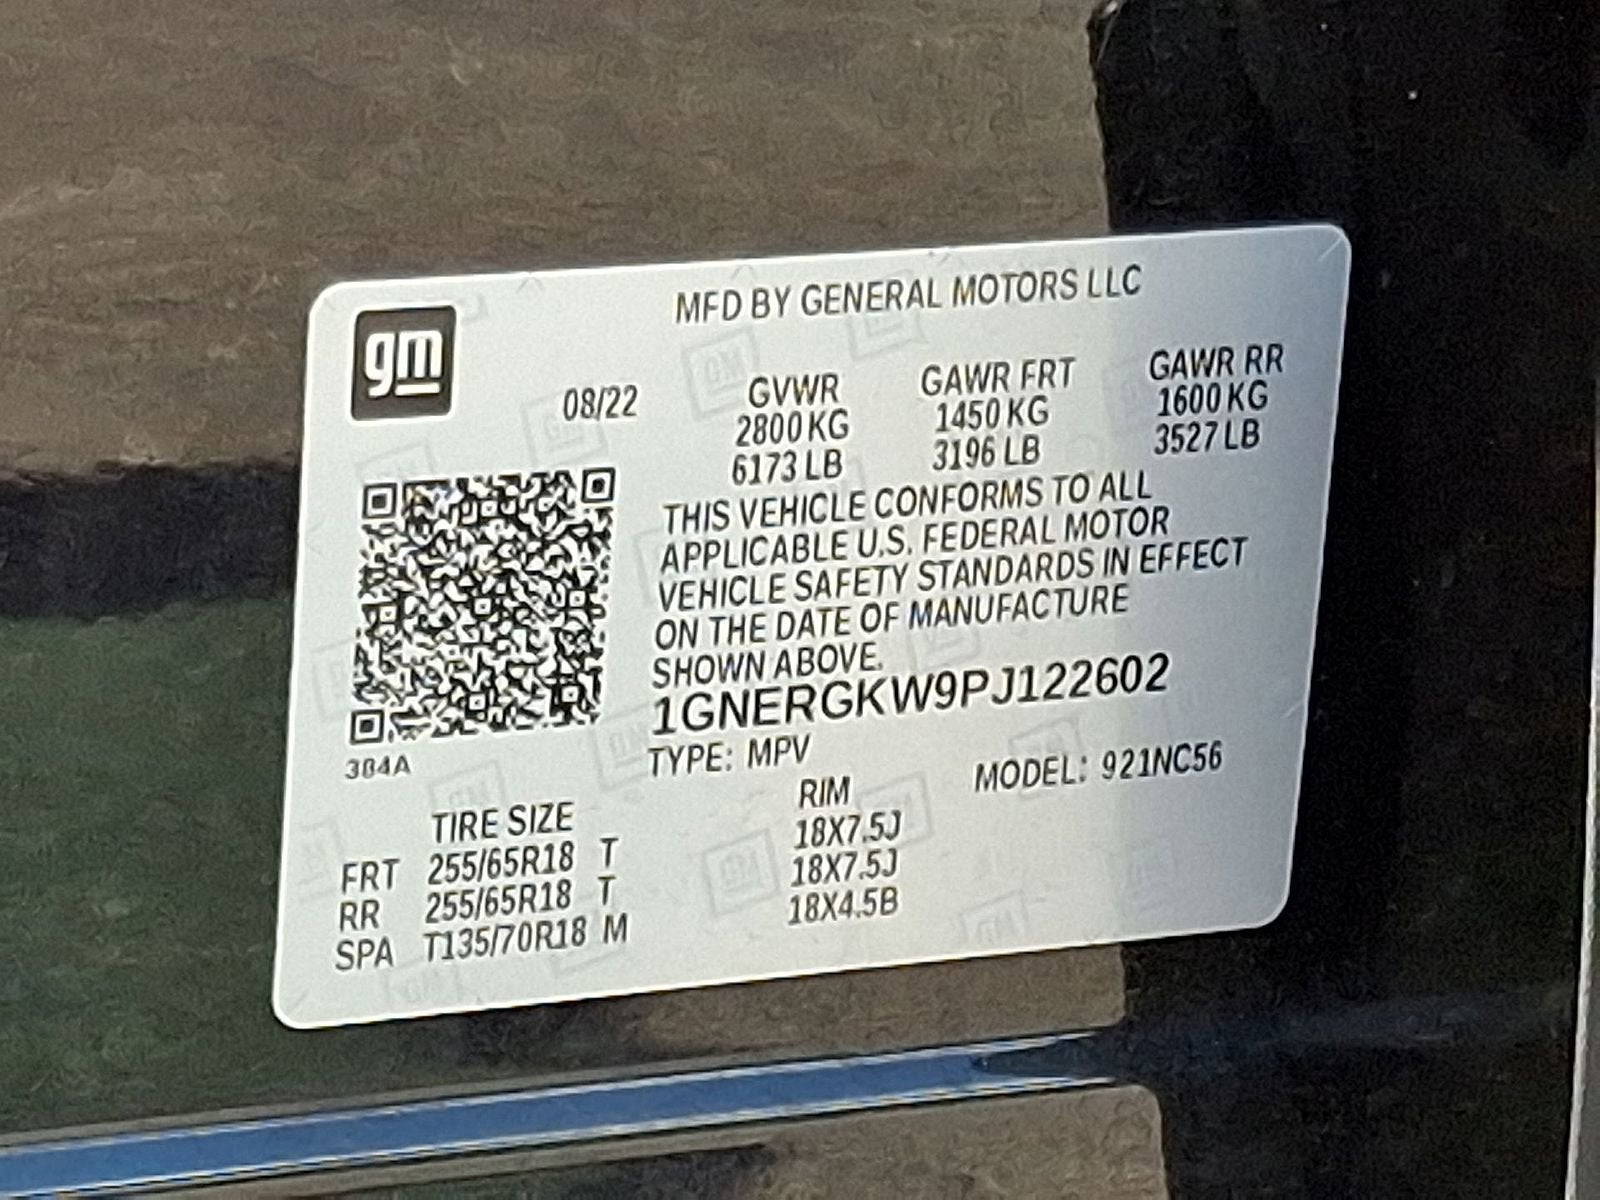 MFD BY GENERAL MOTORS LLC
gm
08/22 GVWR GAWR FRT GAWR RR
2800 KG 1450 KG 1600 KG
6173 LB 3196 LB 3527 LB
THIS VEHICLE CONFORMS TO ALL
APPLICABLE U.S. FEDERAL MOTOR
VEHICLE SAFETY STANDARDS IN EFFECT
ON THE DATE OF MANUFACTURE
SHOWN ABOVE.
1GNERGKW9PJ122602
384A
TYPE: MPV MODEL: 921NC56
TIRE SIZE RIM
FRT 255/65R18 T 18X7.5J
RR 255/65R18 T 18X7.5J
SPA T135/70R18 M 18X4.5B